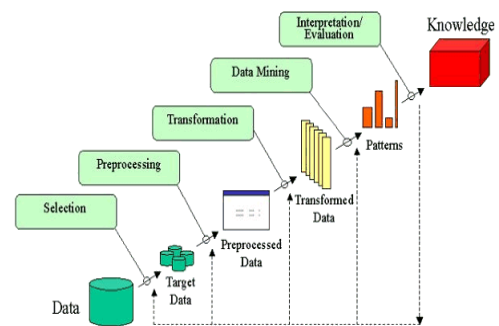 Interpretation/
Evaluation
Knowledge
Data Mining
Transformation
Patterns
Preprocessing
Transformed
Data
Selection
Preprocessed
Data
Target
Data
Data